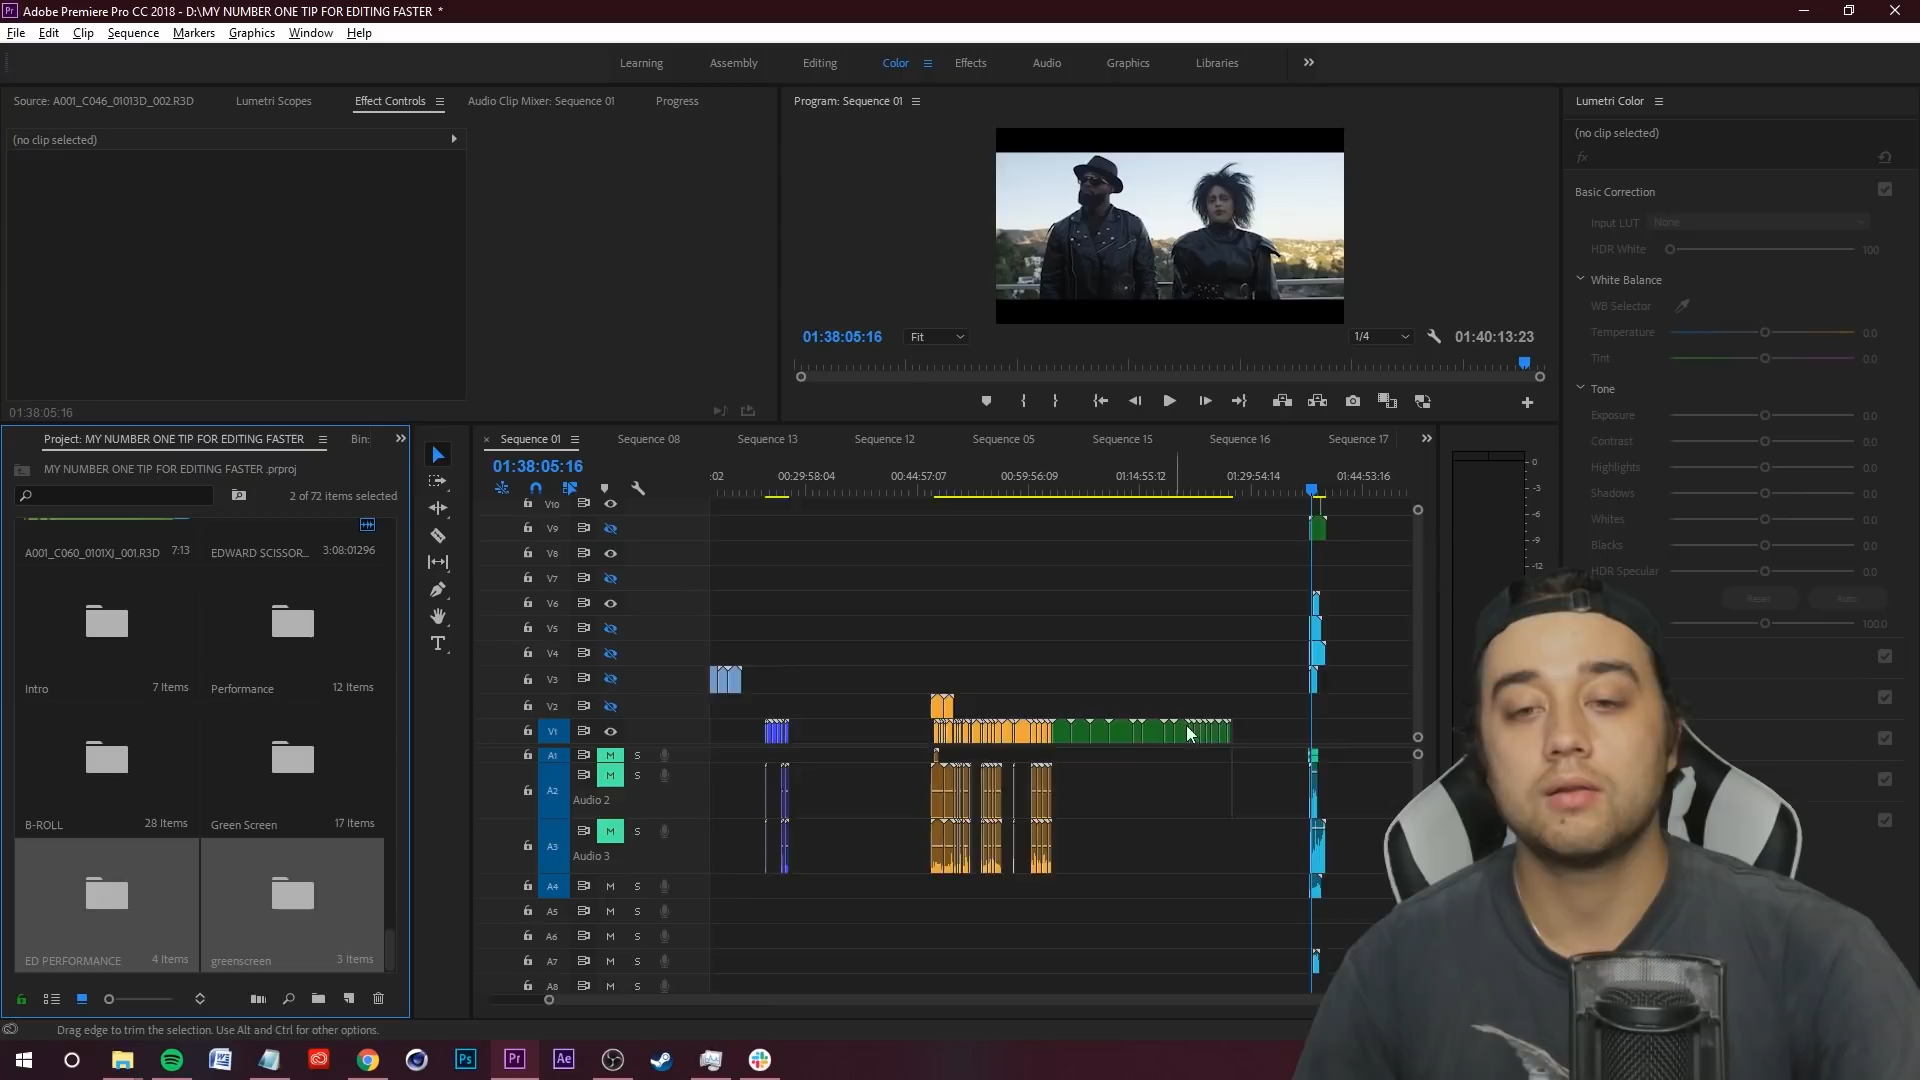 Adobe Premiere Pro CC 2018 - D:\MY NUMBER ONE TIP FOR EDITING FASTER *
File Edit Clip Sequence Markers Graphics Window Help
Learning Assembly Editing Color Effects Audio Graphics Libraries
Source: A001_C046_01013D_002.R3D Lumetri Scopes Effect Controls Audio Clip Mixer: Sequence 01 Progress
(no clip selected)
01:38:05:16
Program: Sequence 01
01:38:05:16 Fit 1/4 01:40:13:23
Lumetri Color
(no clip selected)
fx
Basic Correction
Input LUT None
HDR White 100
White Balance
WB Selector
Temperature 0.0
Tint 0.0
Tone
Exposure 0.0
Contrast 0.0
Highlights 0.0
Shadows 0.0
Whites 0.0
Blacks 0.0
HDR Specular 0.0
Reset Auto
100.0
Project: MY NUMBER ONE TIP FOR EDITING FASTER Bin:
MY NUMBER ONE TIP FOR EDITING FASTER .prproj
2 of 72 items selected
A001_C060_0101XJ_001.R3D 7:13 EDWARD SCISSOR... 3:08:01296
Intro 7 Items Performance 12 Items
B-ROLL 28 Items Green Screen 17 Items
ED PERFORMANCE 4 Items greenscreen 3 Items
Sequence 01 Sequence 08 Sequence 13 Sequence 12 Sequence 05 Sequence 15 Sequence 16 Sequence 17
01:38:05:16
:02 00:29:58:04 00:44:57:07 00:59:56:09 01:14:55:12 01:29:54:14 01:44:53:16
V10
V9
V8
V7
V6
V5
V4
V3
V2
V1
A1 M S
A2 M S
Audio 2
A3 M S
Audio 3
A4 M S
A5 M S
A6 M S
A7 M S
A8 M S
0
-3
-6
-9
-12
T
Drag edge to trim the selection. Use Alt and Ctrl for other options.
Ps Pr Ae